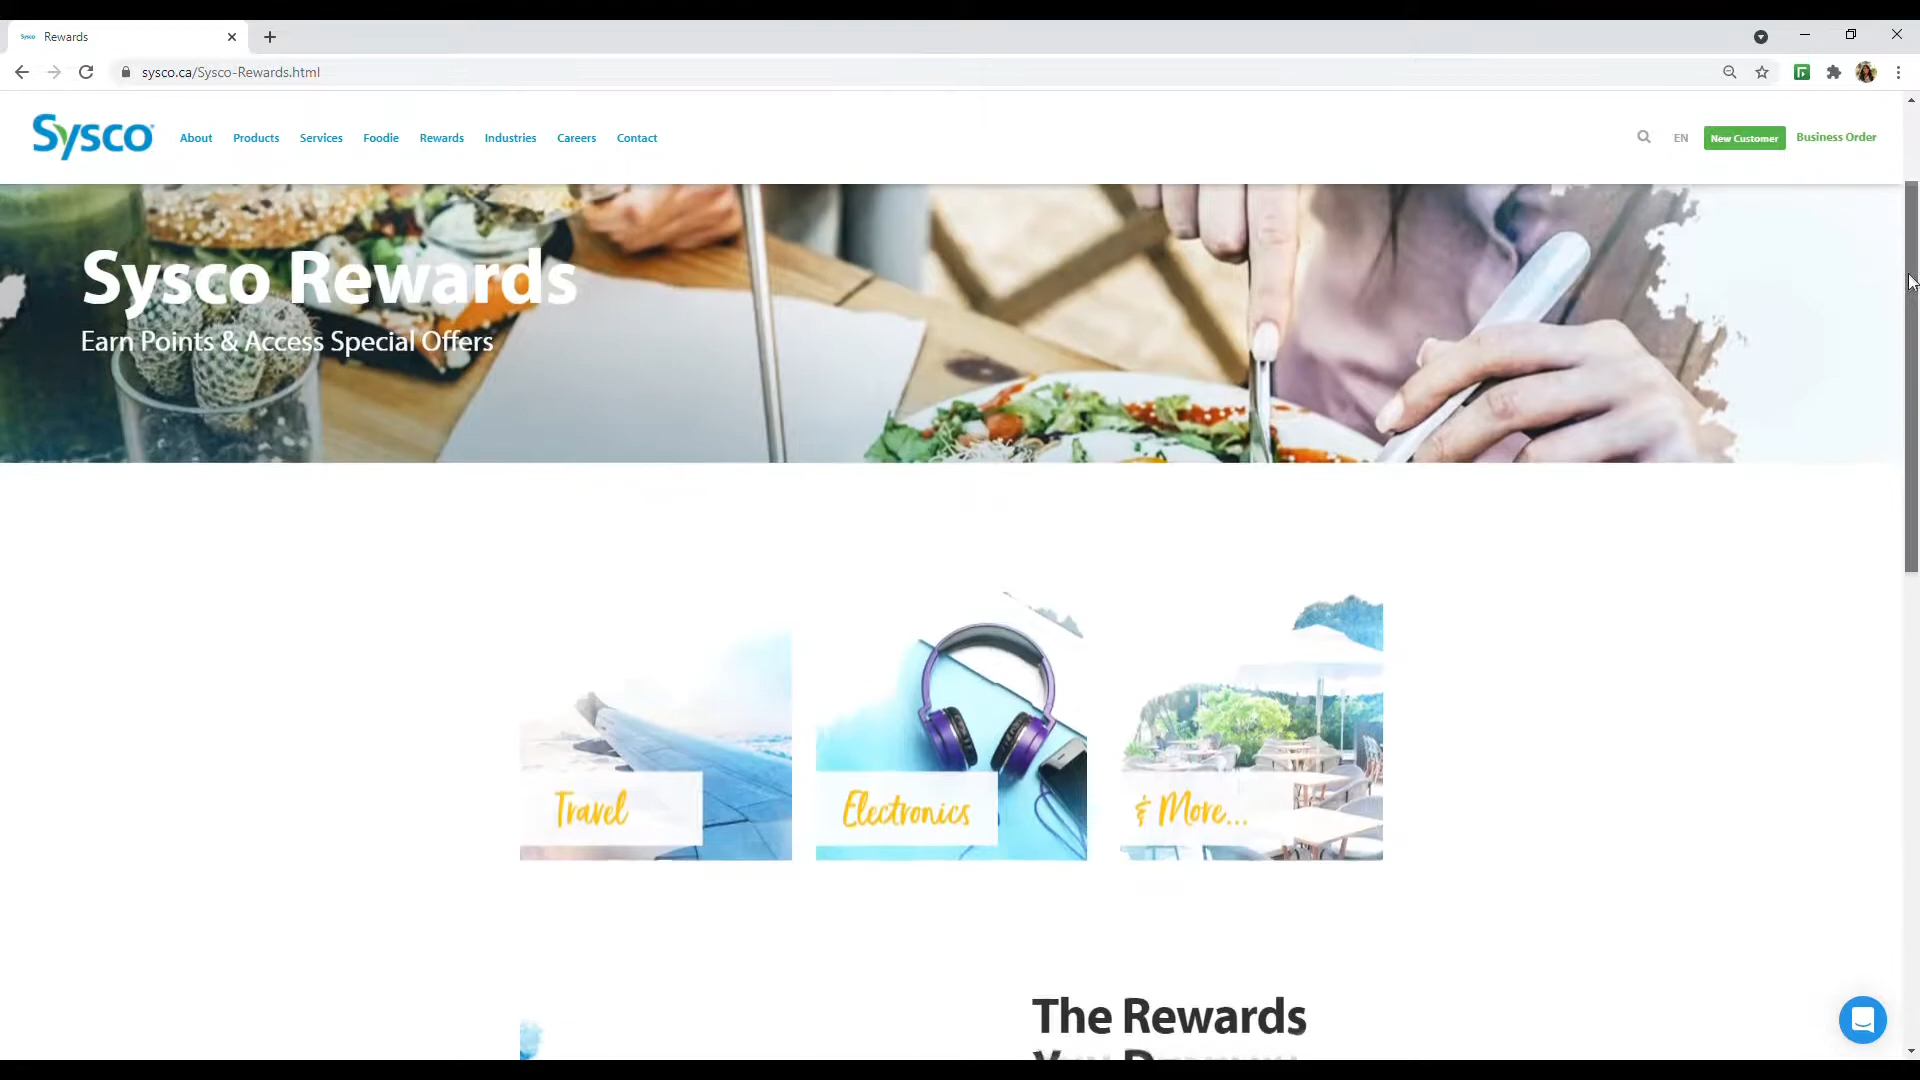 Sysco Rewards
sysco.ca/Sysco-Rewards.html
Sysco About Products Services Foodie Rewards Industries Careers Contact EN New Customer Business Order
Sysco Rewards
Earn Points & Access Special Offers
Travel Electronics & More...
The Rewards